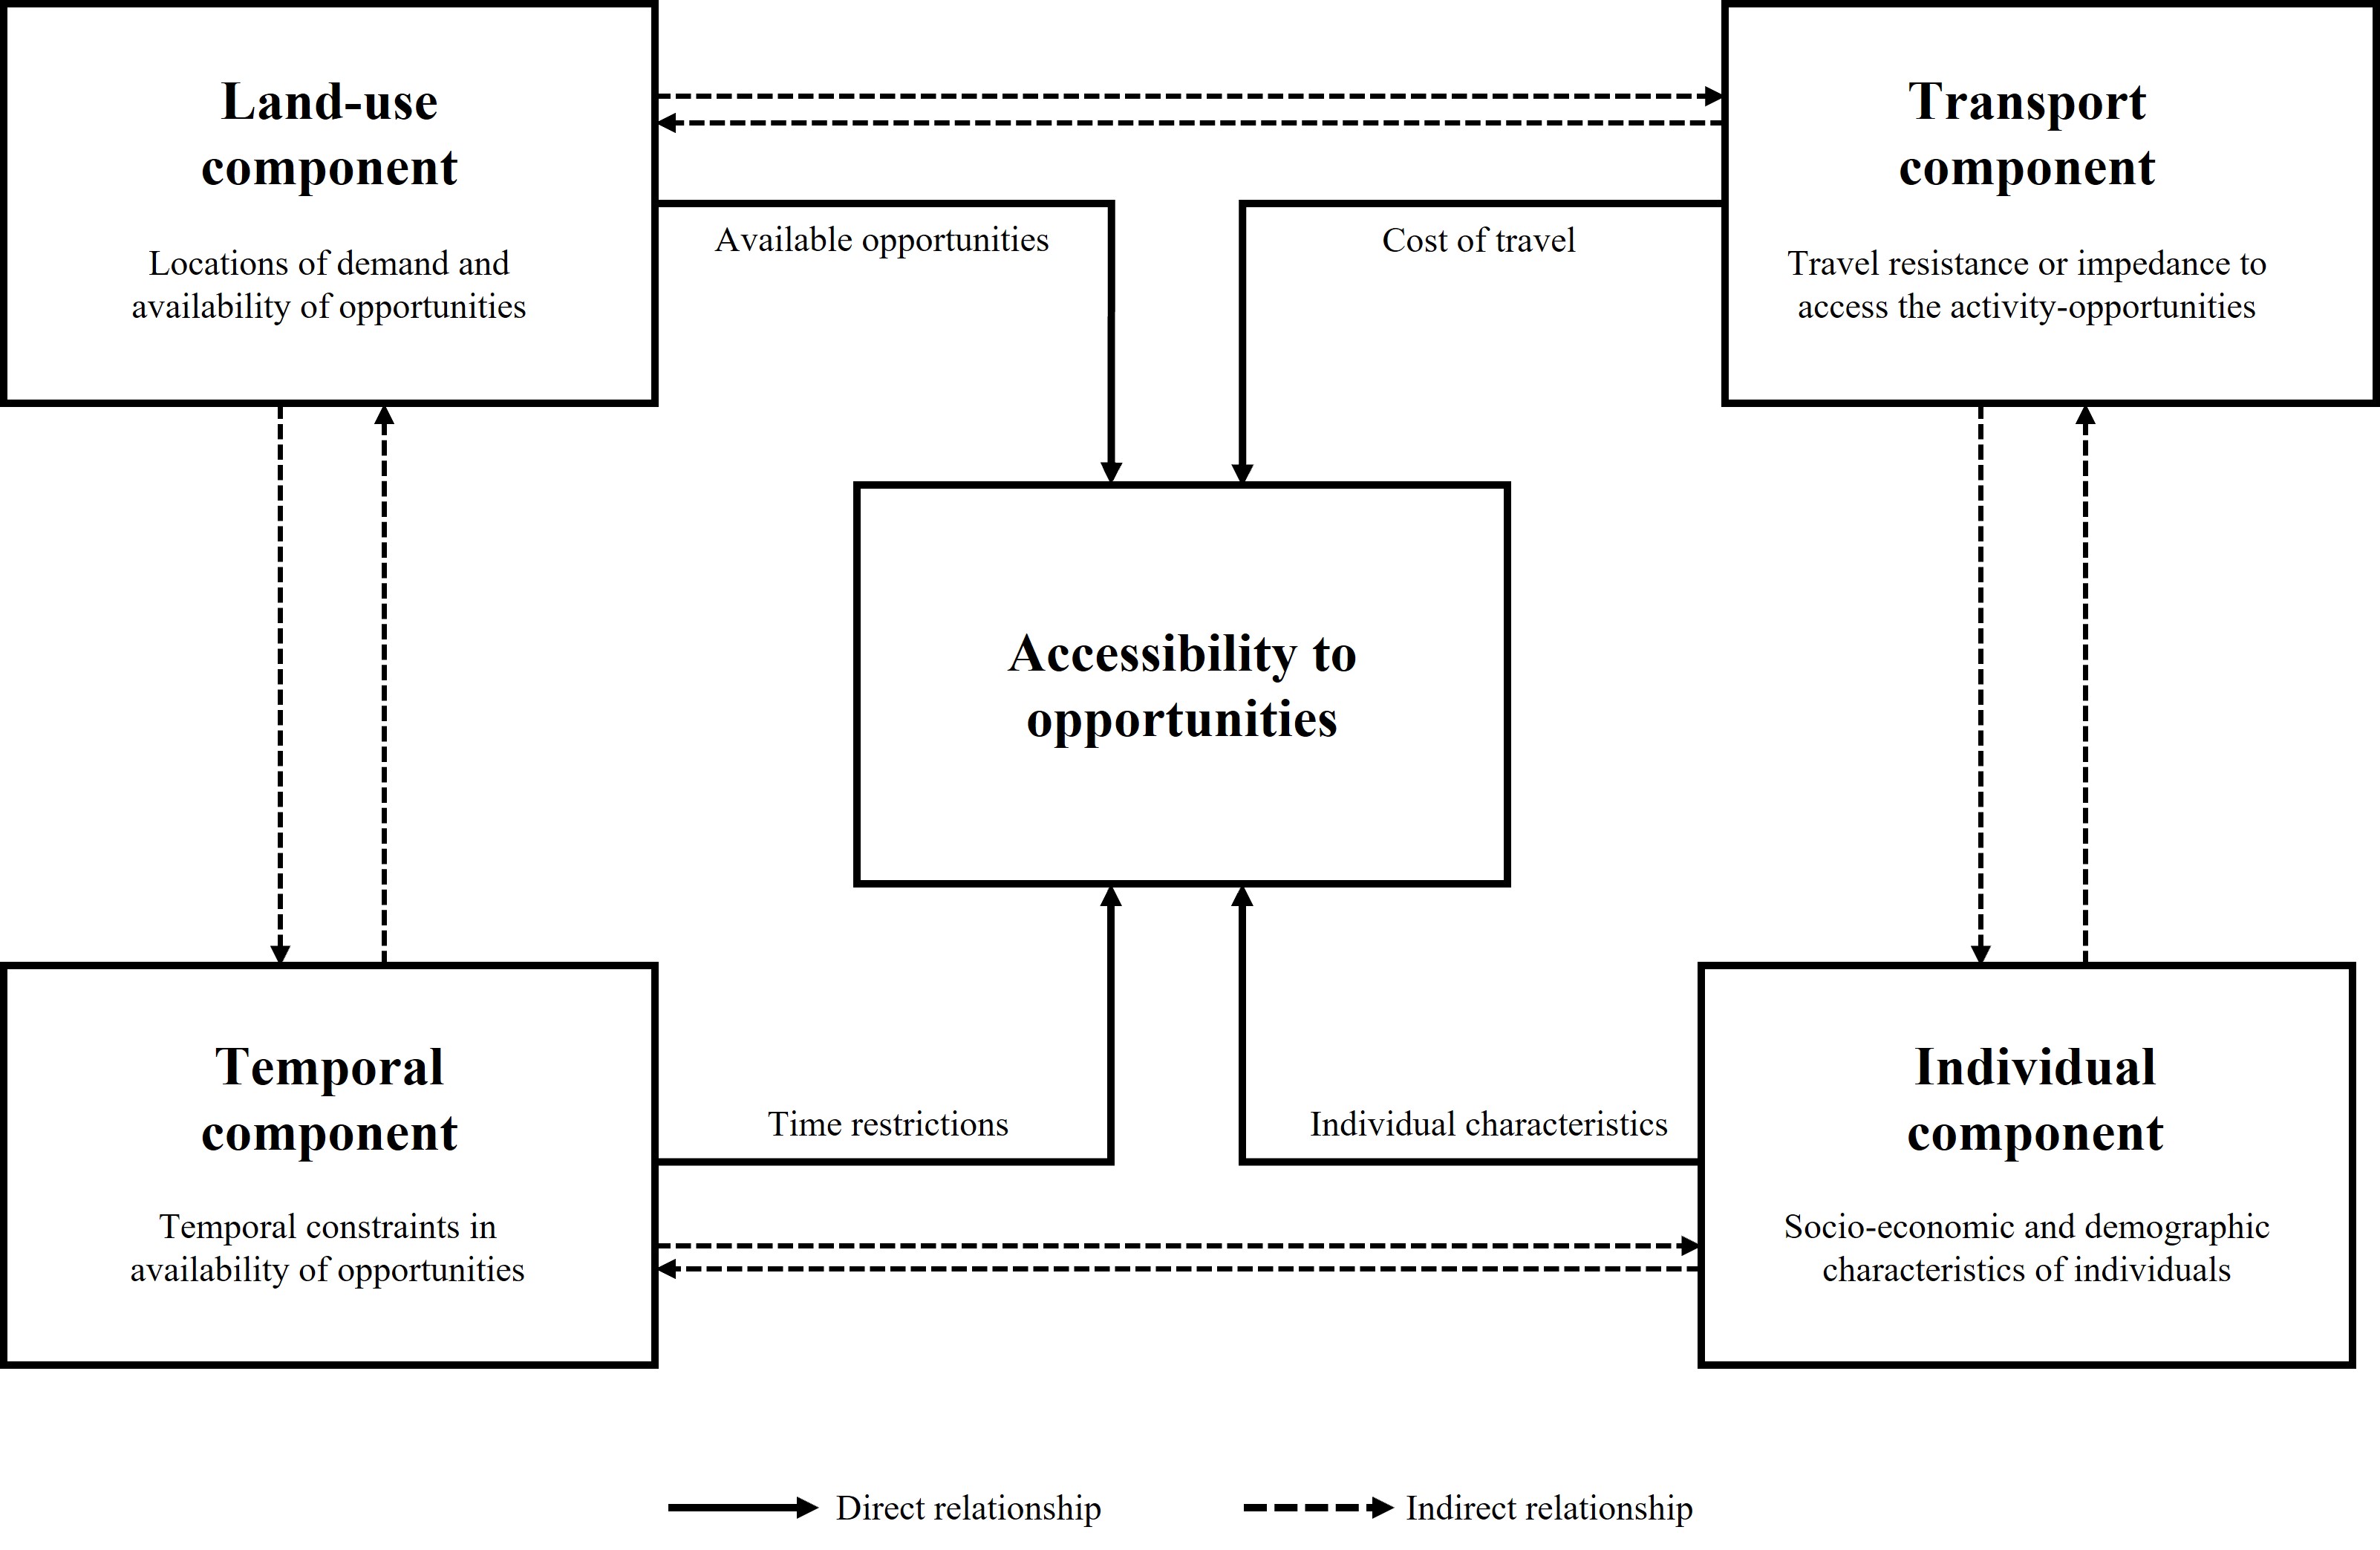 Land-use
component
Locations of demand and
availability of opportunities
Transport
component
Travel resistance or impedance to
access the activity-opportunities
Available opportunities
Cost of travel
Accessibility to
opportunities
Temporal
component
Temporal constraints in
availability of opportunities
Time restrictions
Individual characteristics
Individual
component
Socio-economic and demographic
characteristics of individuals
Direct relationship
Indirect relationship